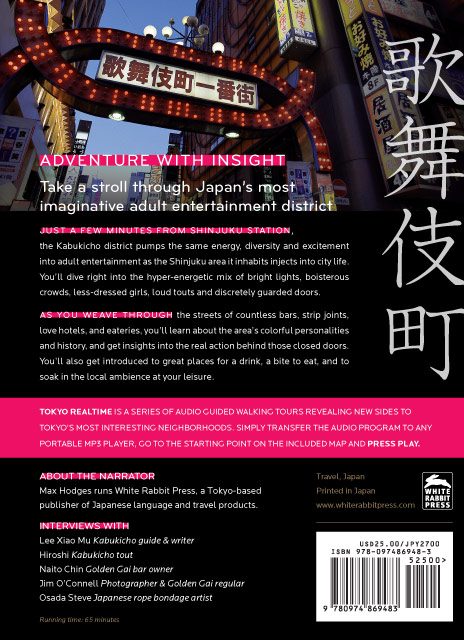 歌舞伎町一番街
お好み焼
居酒屋
歌舞伎町
ADVENTURE WITH INSIGHT
Take a stroll through Japan's most
imaginative adult entertainment district
JUST A FEW MINUTES FROM SHINJUKU STATION,
the Kabukicho district pumps the same energy, diversity and excitement
into adult entertainment as the Shinjuku area it inhabits injects into city life.
You'll dive right into the hyper-energetic mix of bright lights, boisterous
crowds, less-dressed girls, loud touts and discretely guarded doors.
AS YOU WEAVE THROUGH the streets of countless bars, strip joints,
love hotels, and eateries, you'll learn about the area's colorful personalities
and history, and get insights into the real action behind those closed doors.
You'll also get introduced to great places for a drink, a bite to eat, and to
soak in the local ambience at your leisure.
TOKYO REALTIME IS A SERIES OF AUDIO GUIDED WALKING TOURS REVEALING NEW SIDES TO
TOKYO'S MOST INTERESTING NEIGHBORHOODS. SIMPLY TRANSFER THE AUDIO PROGRAM TO ANY
PORTABLE MP3 PLAYER, GO TO THE STARTING POINT ON THE INCLUDED MAP AND PRESS PLAY.
ABOUT THE NARRATOR
Max Hodges runs White Rabbit Press, a Tokyo-based
publisher of Japanese language and travel products.
INTERVIEWS WITH
Lee Xiao Mu Kabukicho guide & writer
Hiroshi Kabukicho tout
Naito Chin Golden Gai bar owner
Jim O'Connell Photographer & Golden Gai regular
Osada Steve Japanese rope bondage artist
Running time: 65 minutes
Travel, Japan
Printed in Japan
www.whiterabbitpress.com
WHITE
RABBIT
PRESS
USD25.00/JPY2700
ISBN 978-097486948-3
52500>
9 780974 869483